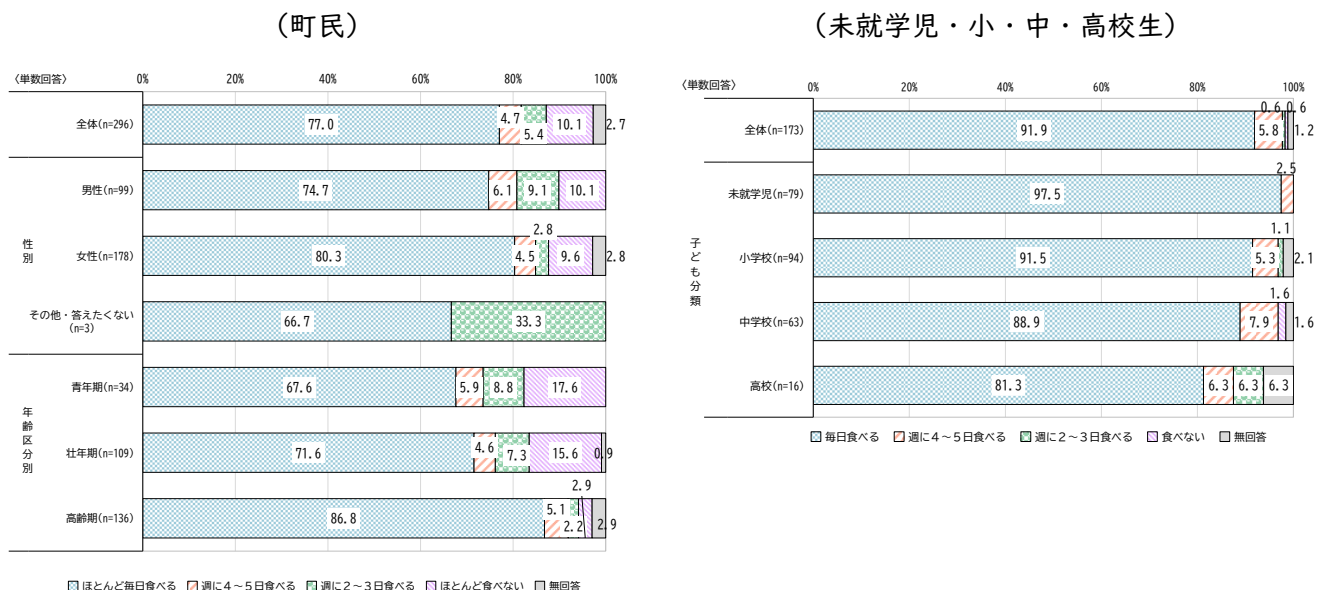 (町民)
〈単数回答〉 0% 20% 40% 60% 80% 100%
全体(n=296) 77.0 4.7 5.4 10.1 2.7
性別
男性(n=99) 74.7 6.1 9.1 10.1
女性(n=178) 80.3 4.5 2.8 9.6 2.8
その他・答えたくない
(n=3) 66.7 33.3
年齢区分別
青年期(n=34) 67.6 5.9 8.8 17.6
壮年期(n=109) 71.6 4.6 7.3 15.6 0.9
高齢期(n=136) 86.8 5.1 2.2 2.9 2.9
ほとんど毎日食べる 週に4~5日食べる 週に2~3日食べる ほとんど食べない 無回答
(未就学児・小・中・高校生)
〈単数回答〉 0% 20% 40% 60% 80% 100%
全体(n=173) 91.9 5.8 0.6 0.6 1.2
子ども分類
未就学児(n=79) 97.5 2.5
小学校(n=94) 91.5 5.3 1.1 2.1
中学校(n=63) 88.9 7.9 1.6 1.6
高校(n=16) 81.3 6.3 6.3 6.3
毎日食べる 週に4~5日食べる 週に2~3日食べる 食べない 無回答